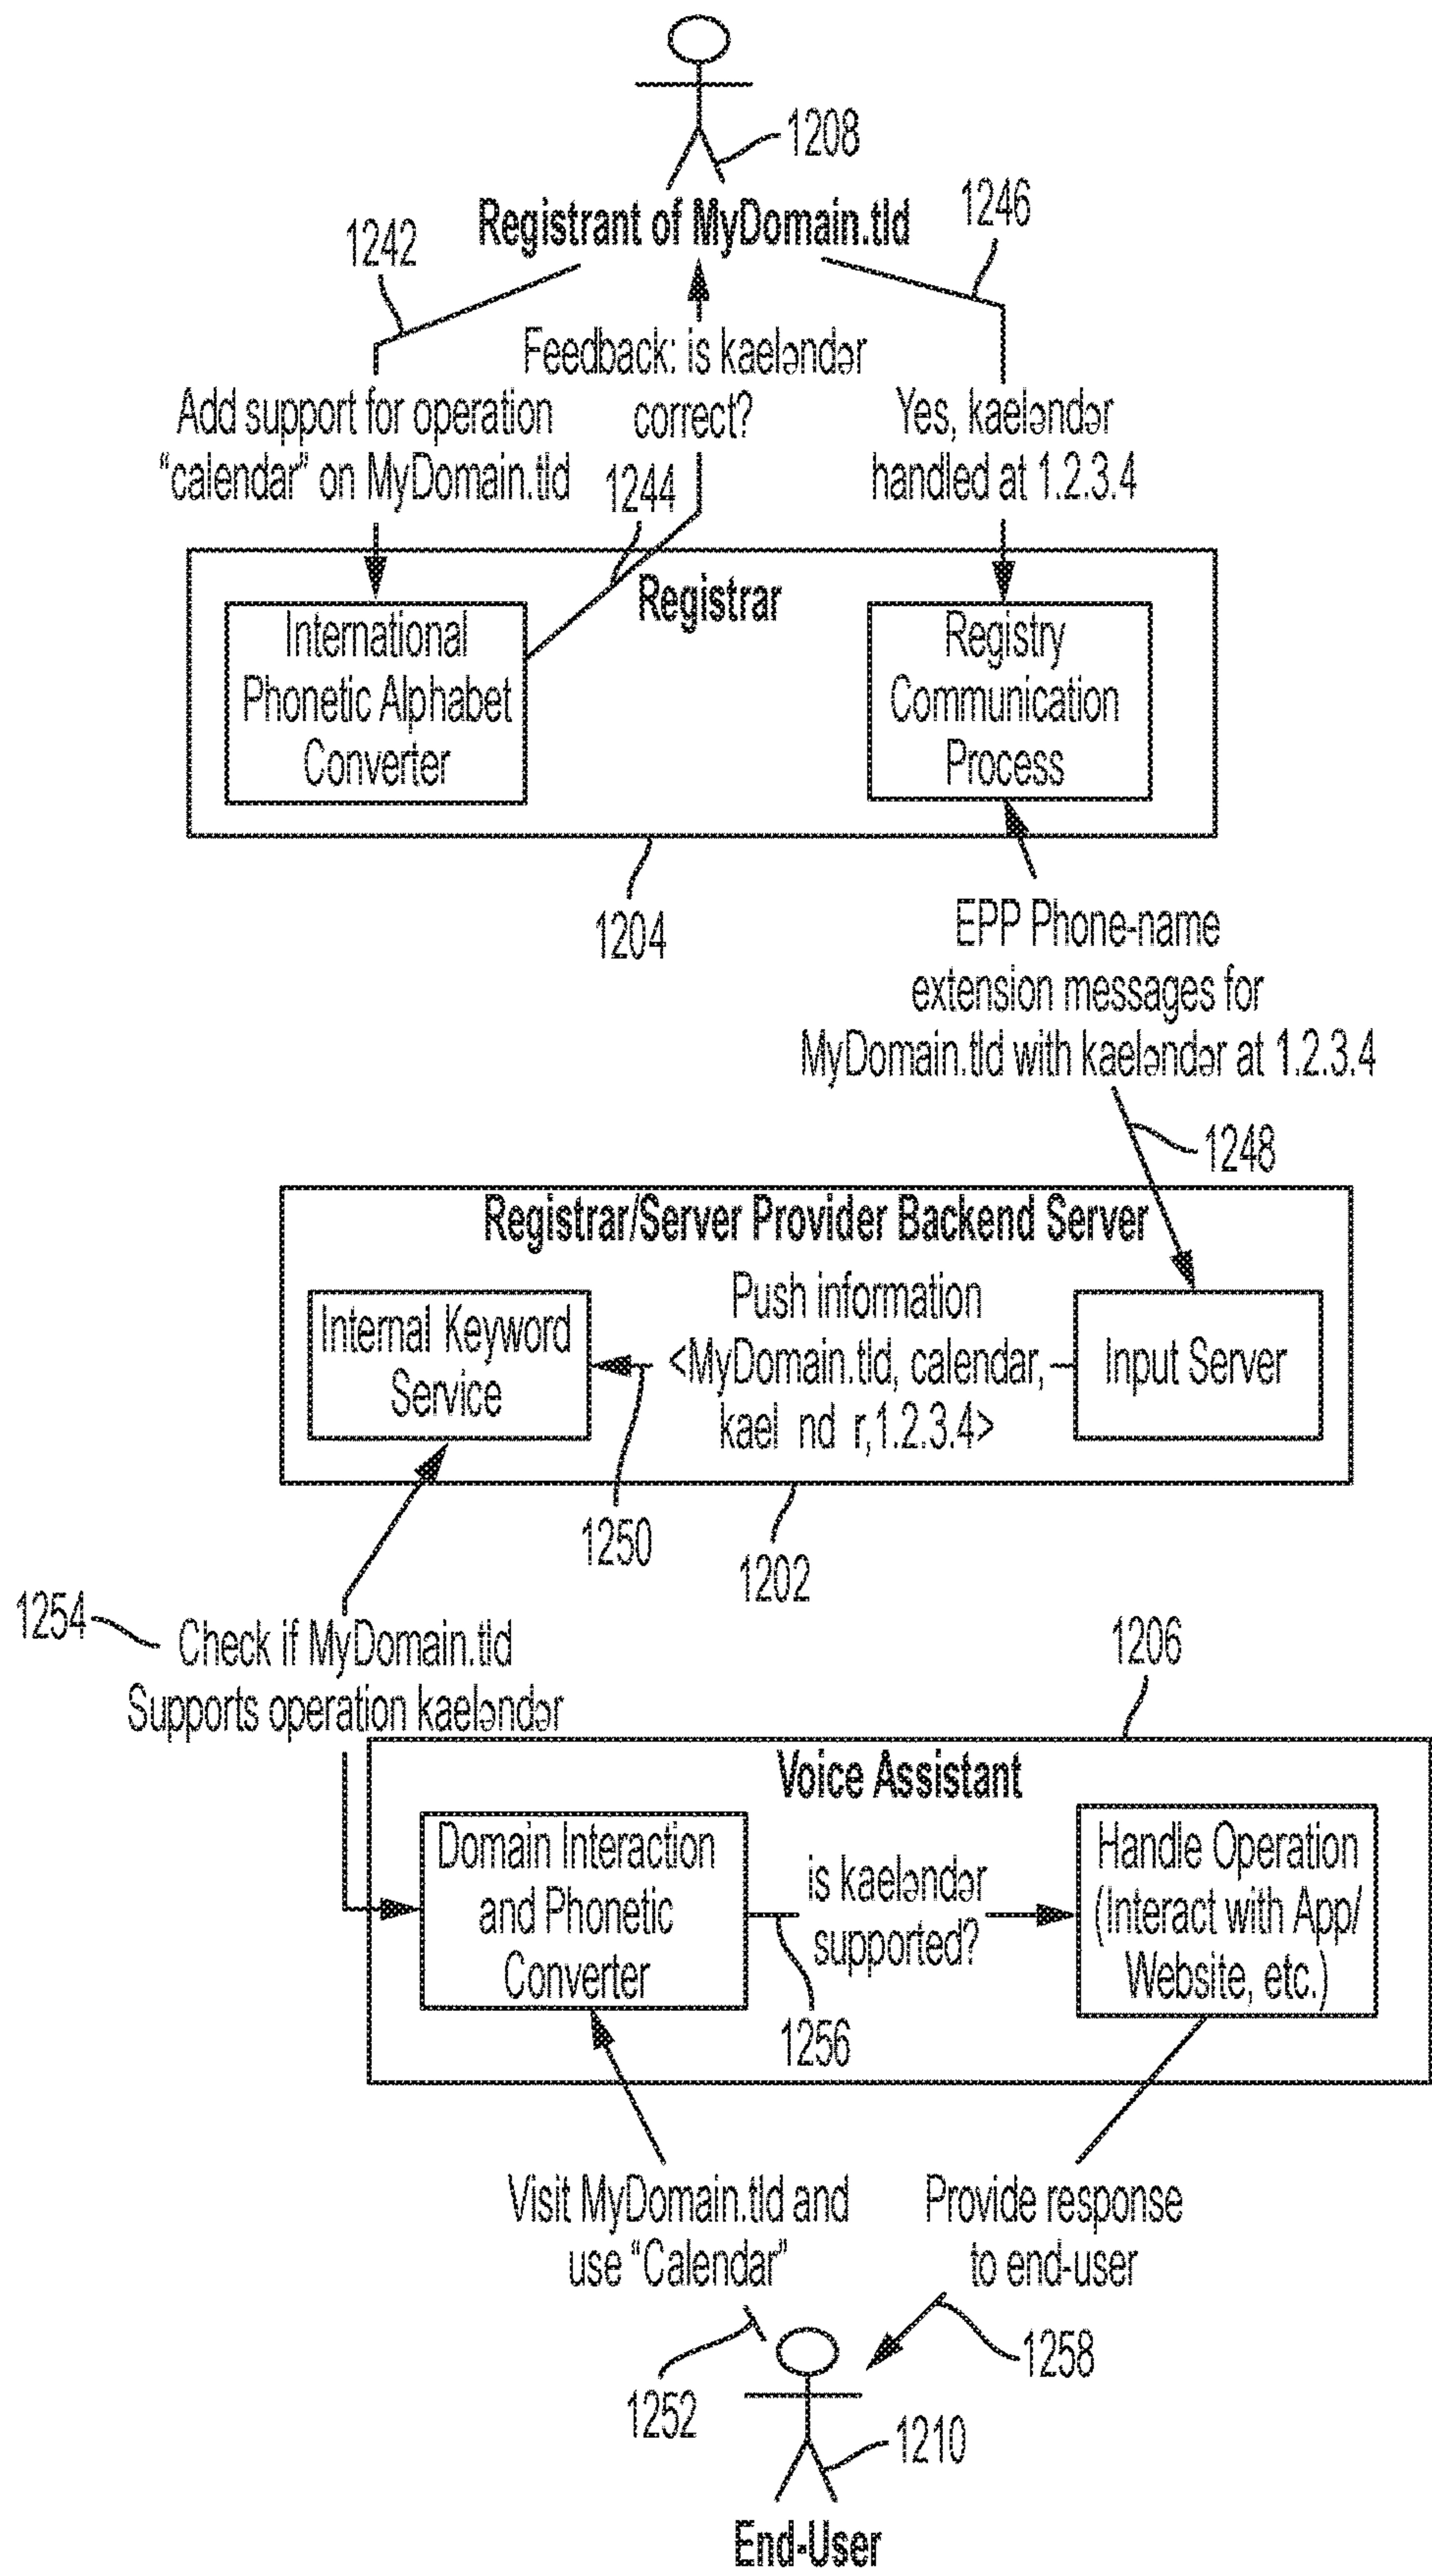 1208
Registrant of MyDomain.tld
1242
1246
Feedback: is kaeləndər
correct?
Add support for operation
“calendar” on MyDomain.tld
1244
Yes, kaeləndər
handled at 1.2.3.4
Registrar
International
Phonetic Alphabet
Converter
Registry
Communication
Process
1204
EPP Phone-name
extension messages for
MyDomain.tld with kaeləndər at 1.2.3.4
1248
Registrar/Server Provider Backend Server
Internal Keyword
Service
Push information
<MyDomain.tld, calendar,
kael nd r,1.2.3.4>
Input Server
1250
1202
1254
Check if MyDomain.tld
Supports operation kaeləndər
1206
Voice Assistant
Domain Interaction
and Phonetic
Converter
is kaeləndər
supported?
Handle Operation
(Interact with App/
Website, etc.)
1256
Visit MyDomain.tld and
use “Calendar”
Provide response
to end-user
1252
1258
1210
End-User